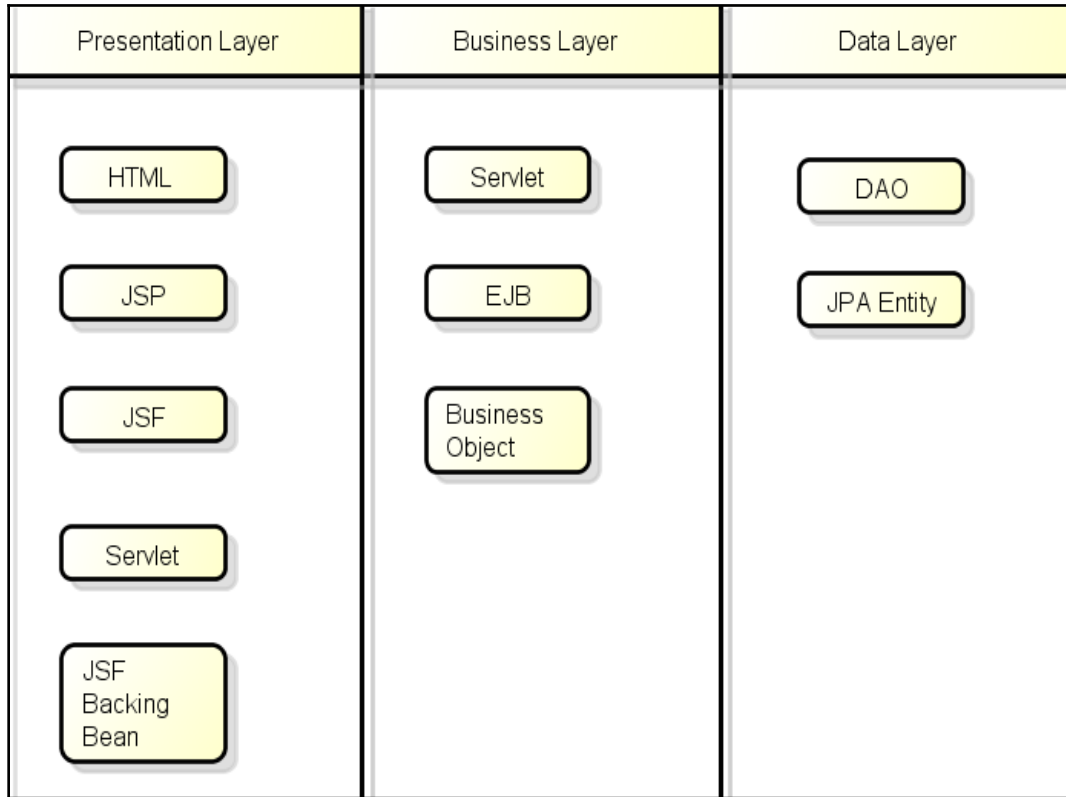 Presentation Layer
Business Layer
Data Layer
HTML
JSP
JSF
Servlet
JSF
Backing
Bean
Servlet
EJB
Business
Object
DAO
JPA Entity